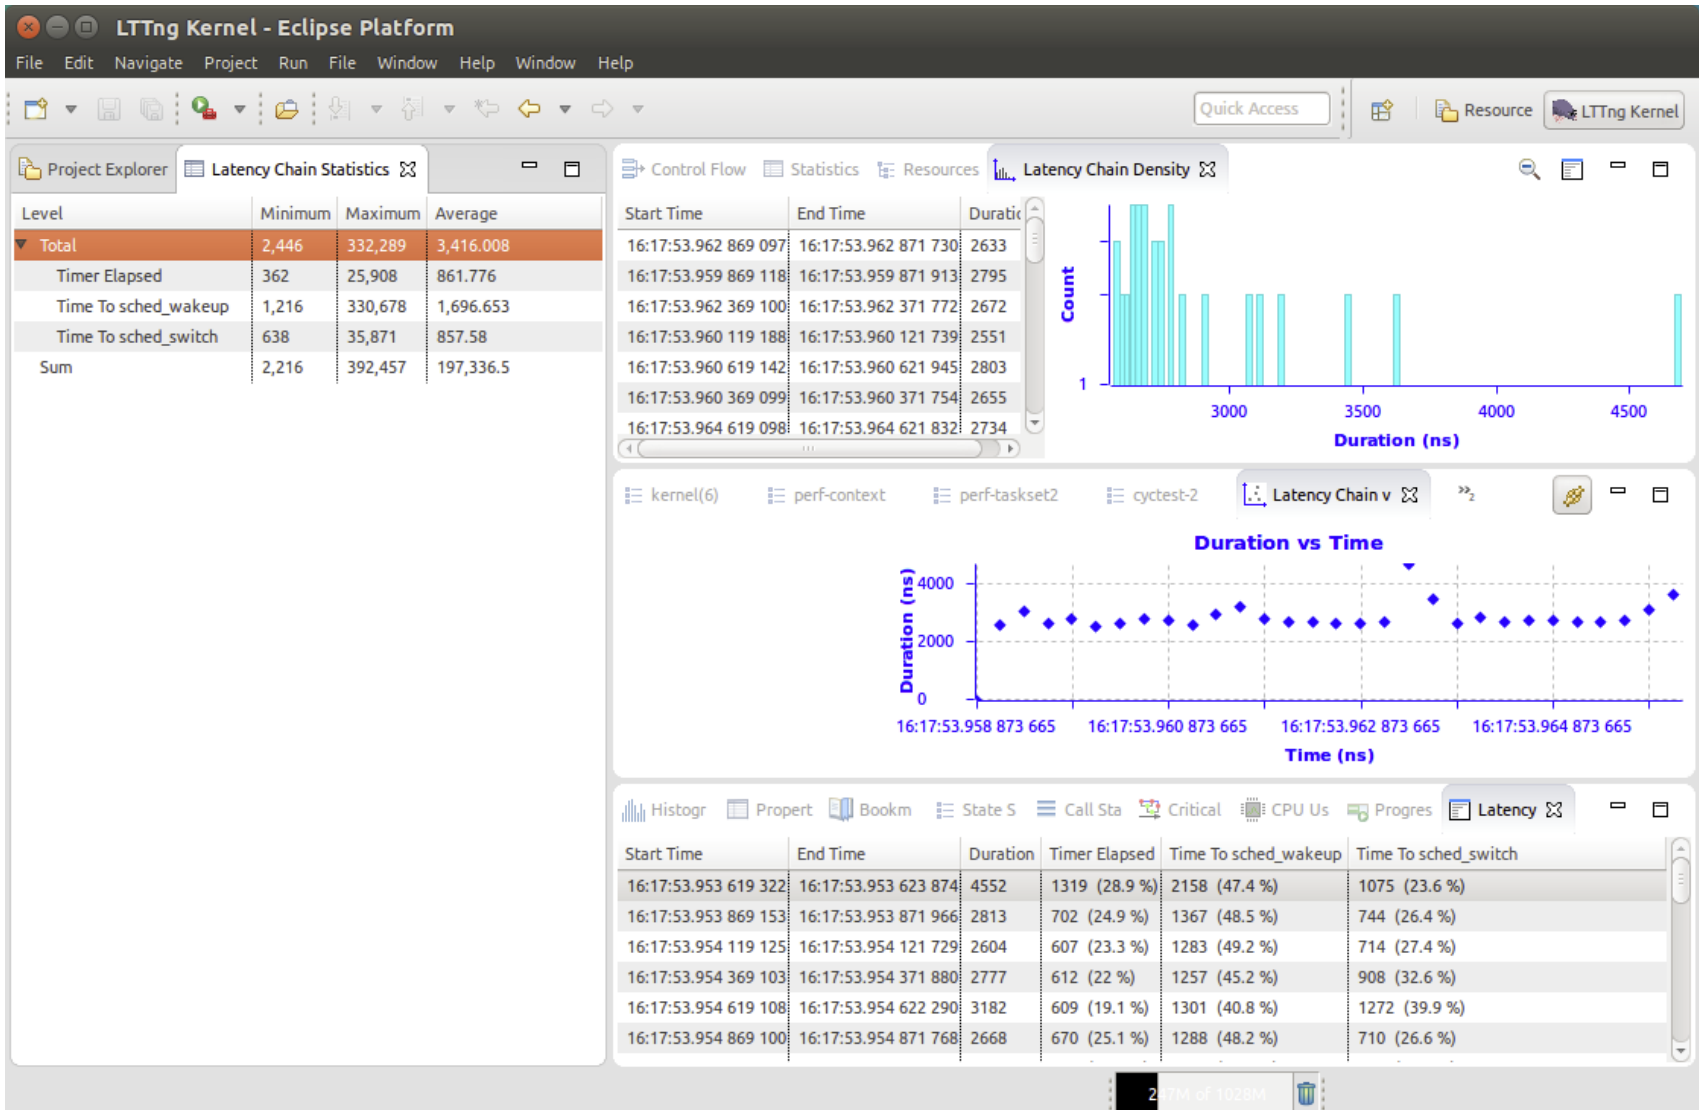 LTTng Kernel - Eclipse Platform
File Edit Navigate Project Run File Window Help Window Help
Quick Access Resource LTTng Kernel
Project Explorer Latency Chain Statistics
Level Minimum Maximum Average
Total 2,446 332,289 3,416.008
Timer Elapsed 362 25,908 861.776
Time To sched_wakeup 1,216 330,678 1,696.653
Time To sched_switch 638 35,871 857.58
Sum 2,216 392,457 197,336.5
Control Flow Statistics Resources Latency Chain Density
Start Time End Time Duratic
16:17:53.962 869 097 16:17:53.962 871 730 2633
16:17:53.959 869 118 16:17:53.959 871 913 2795
16:17:53.962 369 100 16:17:53.962 371 772 2672
16:17:53.960 119 188 16:17:53.960 121 739 2551
16:17:53.960 619 142 16:17:53.960 621 945 2803
16:17:53.960 369 099 16:17:53.960 371 754 2655
16:17:53.964 619 098 16:17:53.964 621 832 2734
Count
1
3000 3500 4000 4500
Duration (ns)
kernel(6) perf-context perf-taskset2 cyctest-2 Latency Chain v »2
Duration vs Time
Duration (ns)
4000
2000
0
16:17:53.958 873 665 16:17:53.960 873 665 16:17:53.962 873 665 16:17:53.964 873 665
Time (ns)
Histogr Propert Bookm State S Call Sta Critical CPU Us Progres Latency
Start Time End Time Duration Timer Elapsed Time To sched_wakeup Time To sched_switch
16:17:53.953 619 322 16:17:53.953 623 874 4552 1319 (28.9 %) 2158 (47.4 %) 1075 (23.6 %)
16:17:53.953 869 153 16:17:53.953 871 966 2813 702 (24.9 %) 1367 (48.5 %) 744 (26.4 %)
16:17:53.954 119 125 16:17:53.954 121 729 2604 607 (23.3 %) 1283 (49.2 %) 714 (27.4 %)
16:17:53.954 369 103 16:17:53.954 371 880 2777 612 (22 %) 1257 (45.2 %) 908 (32.6 %)
16:17:53.954 619 108 16:17:53.954 622 290 3182 609 (19.1 %) 1301 (40.8 %) 1272 (39.9 %)
16:17:53.954 869 100 16:17:53.954 871 768 2668 670 (25.1 %) 1288 (48.2 %) 710 (26.6 %)
247M of 1028M